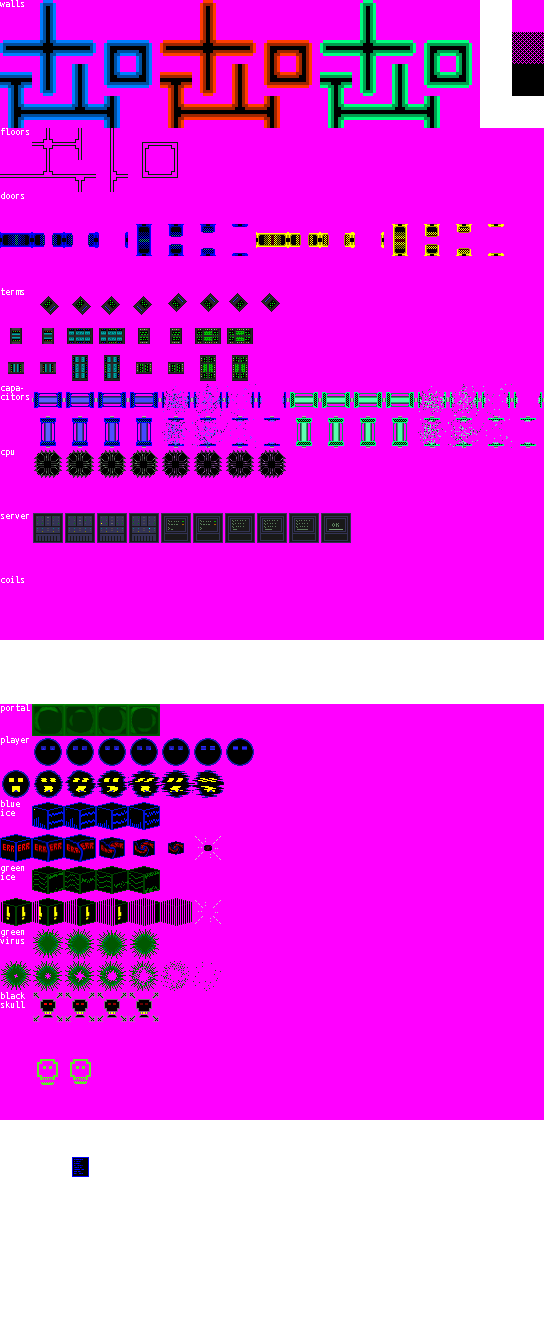 walls
floors
doors
terms
capa-
citors
cpu
server
OK
coils
portal
player
blue
ice
ERR ERR ERR
green
ice
green
virus
black
skull